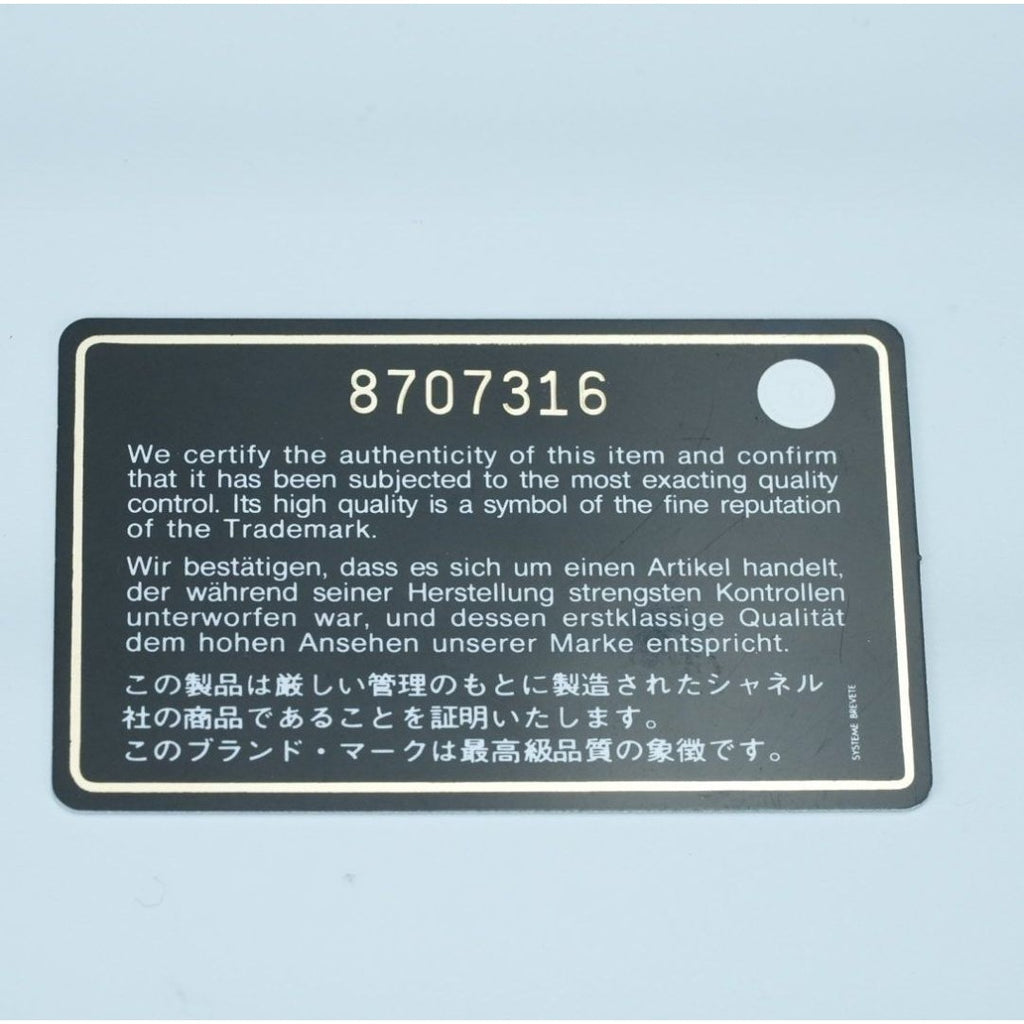 8707316
We certify the authenticity of this item and confirm
that it has been subjected to the most exacting quality
control. Its high quality is a symbol of the fine reputation
of the Trademark.
Wir bestätigen, dass es sich um einen Artikel handelt,
der während seiner Herstellung strengsten Kontrollen
unterworfen war, und dessen erstklassige Qualität
dem hohen Ansehen unserer Marke entspricht.
この製品は厳しい管理のもとに製造されたシャネル
社の商品であることを証明いたします。
このブランド・マークは最高級品質の象徴です。
SYSTEME BREVETE